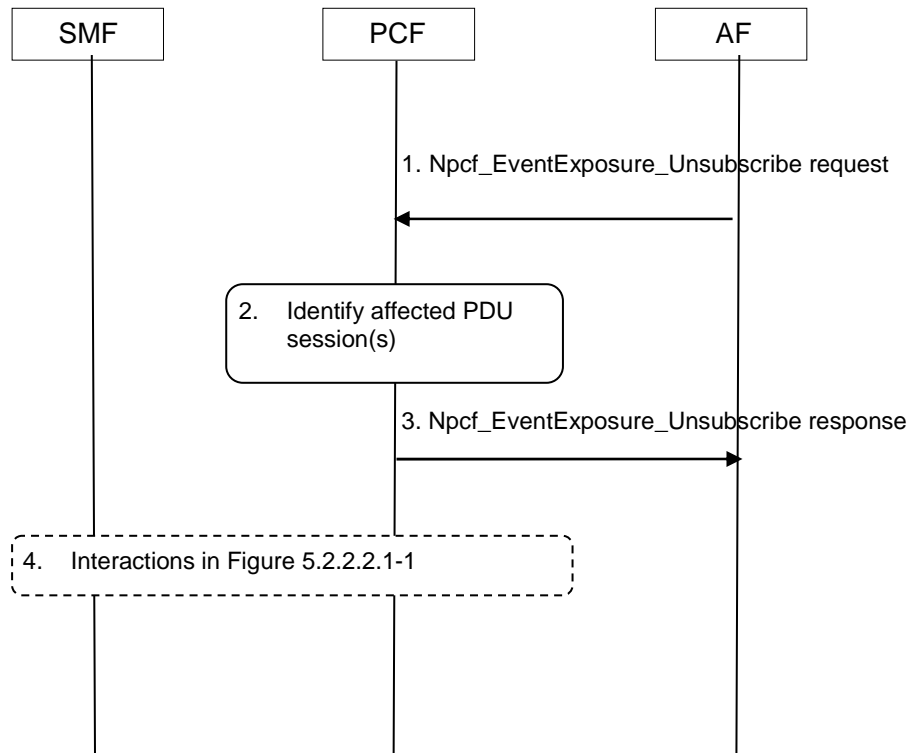 SMF PCF AF
1. Npcf_EventExposure_Unsubscribe request
2. Identify affected PDU
session(s)
3. Npcf_EventExposure_Unsubscribe response
4. Interactions in Figure 5.2.2.2.1-1